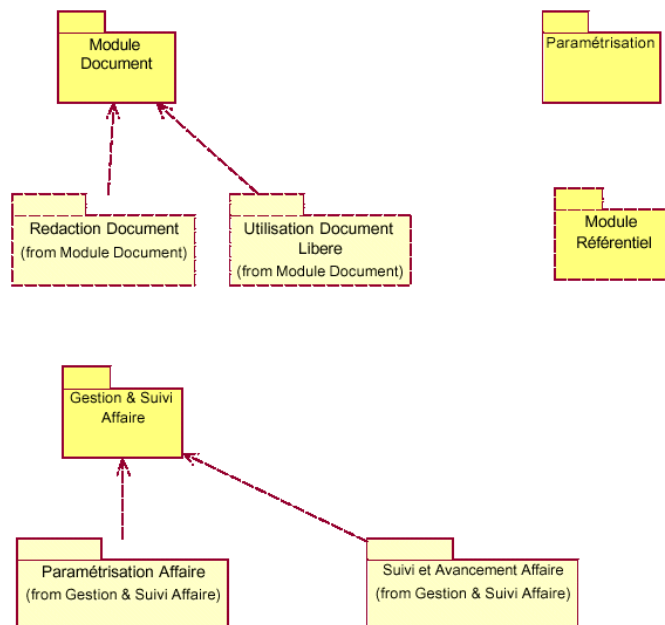 Module
Document
Paramétrisation
Redaction Document
(from Module Document)
Utilisation Document
Libere
(from Module Document)
Module
Référentiel
Gestion & Suivi
Affaire
Paramétrisation Affaire
(from Gestion & Suivi Affaire)
Suivi et Avancement Affaire
(from Gestion & Suivi Affaire)